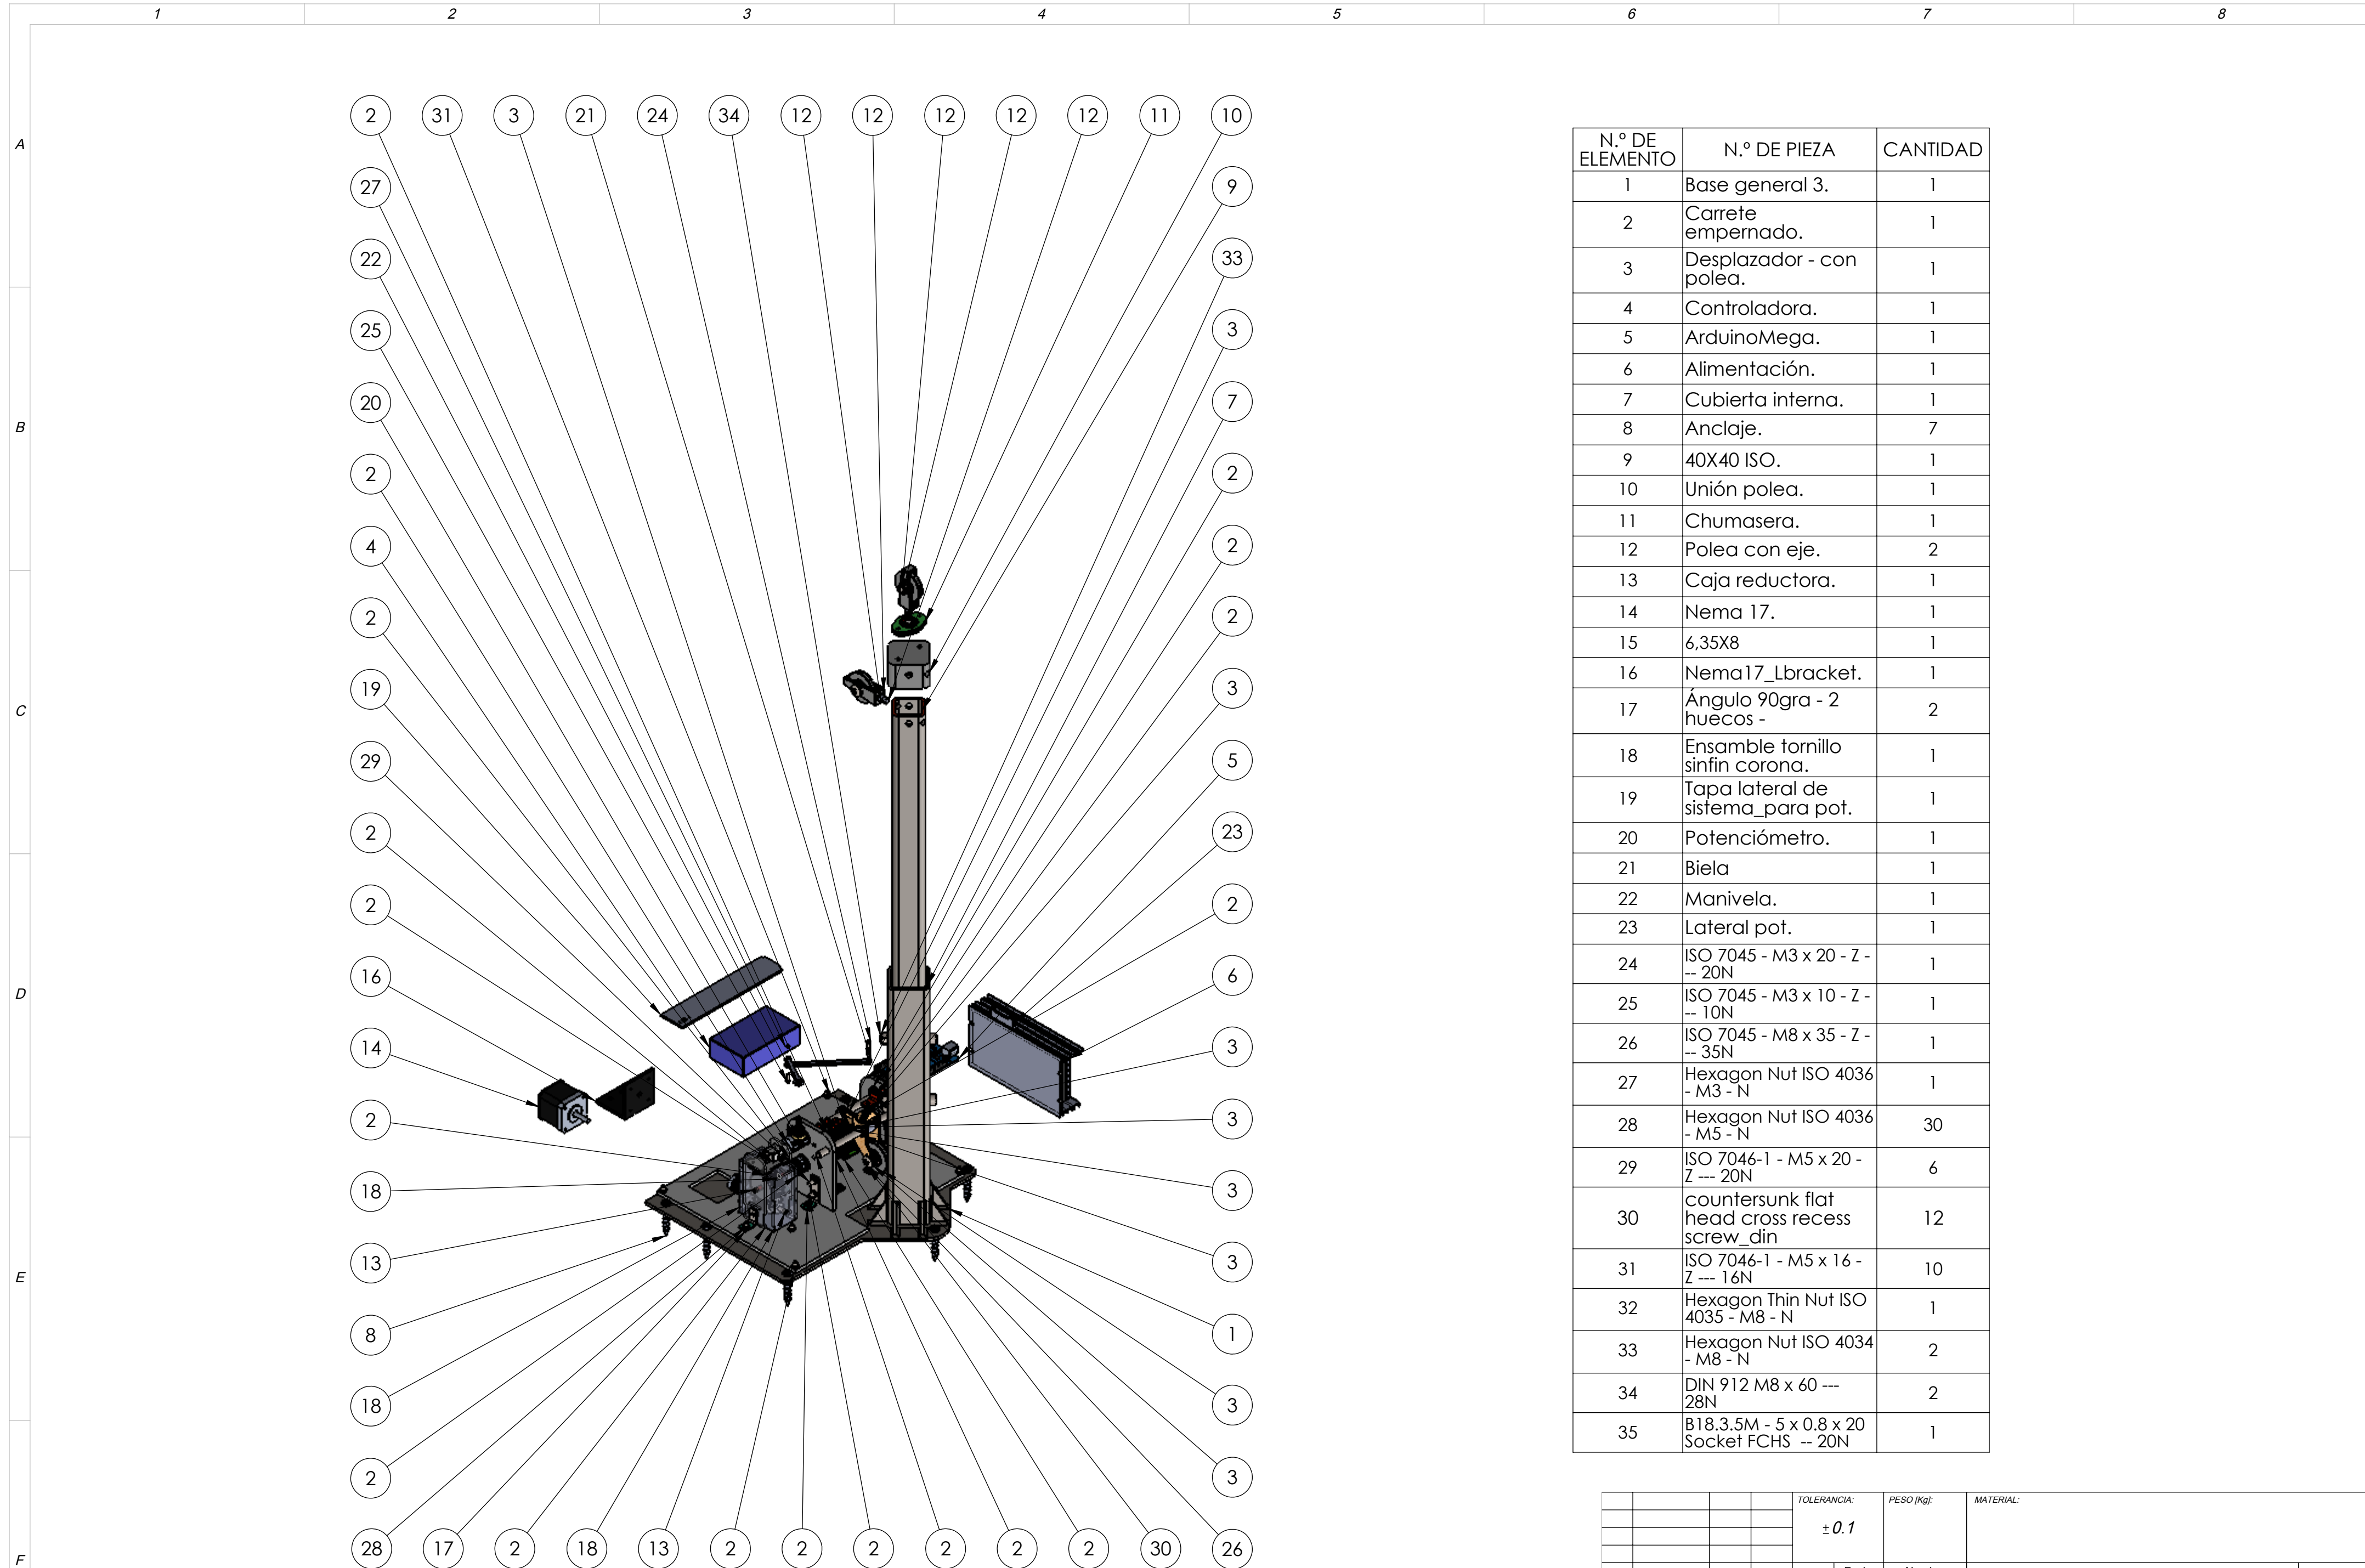 1 2 3 4 5 6 7 8
A
B
C
D
E
F
2 31 3 21 24 34 12 12 12 12 12 11 10
27 9
22 33
25 3
20 7
2 2
4 2
2 2
19 3
29 5
2 23
2 2
16 6
14 3
2 3
18 3
13 3
8 1
18 3
2 3
28 17 2 18 13 2 2 2 2 2 2 30 26
N.º DE
ELEMENTO N.º DE PIEZA CANTIDAD
1 Base general 3. 1
Carrete
2 empernado. 1
Desplazador - con
3 polea. 1
4 Controladora. 1
5 ArduinoMega. 1
6 Alimentación. 1
7 Cubierta interna. 1
8 Anclaje. 7
9 40X40 ISO. 1
10 Unión polea. 1
11 Chumasera. 1
12 Polea con eje. 2
13 Caja reductora. 1
14 Nema 17. 1
15 6,35X8 1
16 Nema17_Lbracket. 1
Ángulo 90gra - 2
17 huecos - 2
Ensamble tornillo
18 sinfin corona. 1
Tapa lateral de
19 sistema_para pot. 1
20 Potenciómetro. 1
21 Biela 1
22 Manivela. 1
23 Lateral pot. 1
ISO 7045 - M3 x 20 - Z -
24 -- 20N 1
ISO 7045 - M3 x 10 - Z -
25 -- 10N 1
ISO 7045 - M8 x 35 - Z -
26 -- 35N 1
Hexagon Nut ISO 4036
27 - M3 - N 1
Hexagon Nut ISO 4036
28 - M5 - N 30
ISO 7046-1 - M5 x 20 -
29 Z --- 20N 6
countersunk flat
30 head cross recess 12
screw_din
ISO 7046-1 - M5 x 16 -
31 Z --- 16N 10
Hexagon Thin Nut ISO
32 4035 - M8 - N 1
Hexagon Nut ISO 4034
33 - M8 - N 2
DIN 912 M8 x 60 ---
34 28N 2
B18.3.5M - 5 x 0.8 x 20
35 Socket FCHS -- 20N 1
TOLERANCIA: PESO [Kg]: MATERIAL:
±0.1